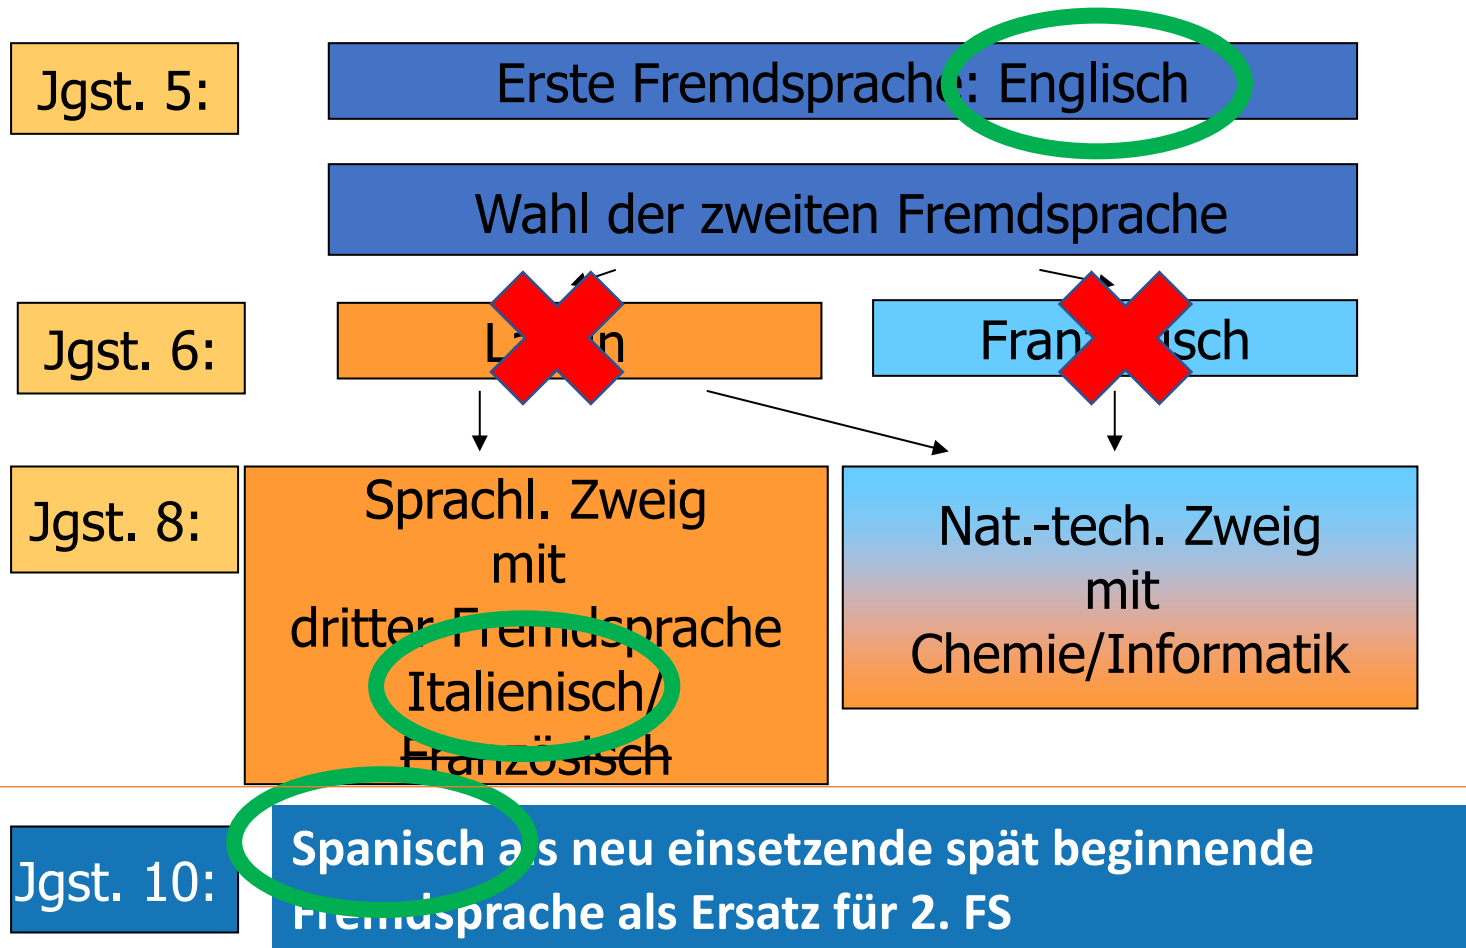 Jgst. 5:
Erste Fremdsprache: Englisch
Wahl der zweiten Fremdsprache
Jgst. 6:
Jgst. 8:
Sprachl. Zweig
mit
dritter Fremdsprache
Italienisch/
Französisch
Nat.-tech. Zweig
mit
Chemie/Informatik
Jgst. 10:
Spanisch als neu einsetzende spät beginnende
Fremdsprache als Ersatz für 2. FS